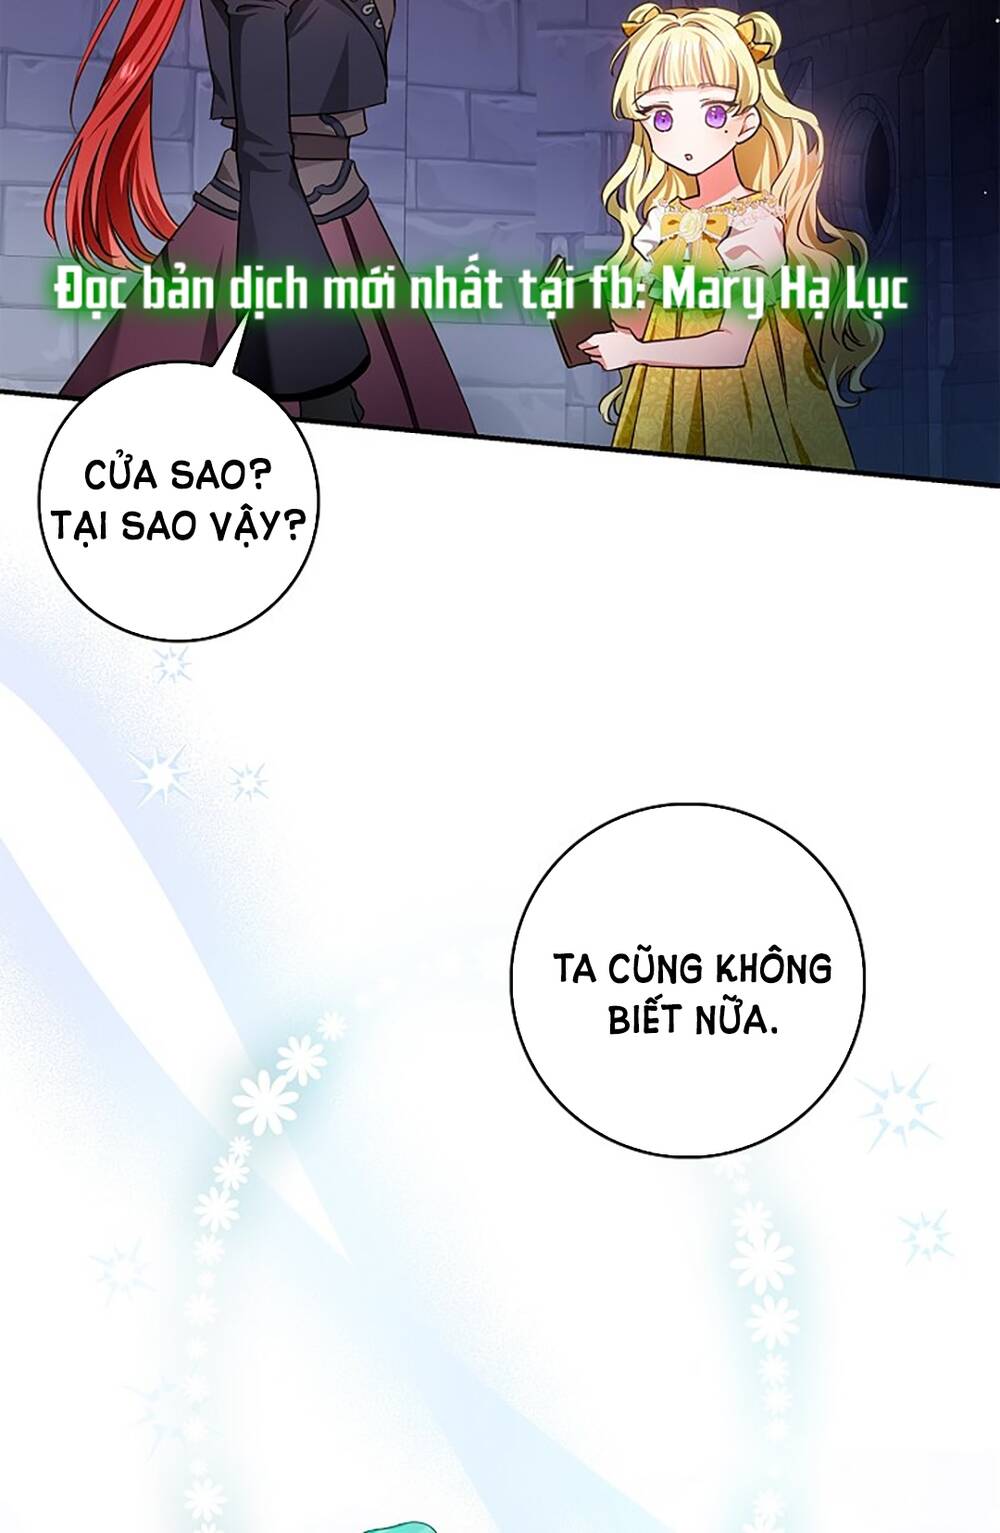 Đọc bản dịch mới nhất tại fb: Mary Hạ Lục
CỬA SAO?
TẠI SAO VẬY?
TA CŨNG KHÔNG
BIẾT NỮA.